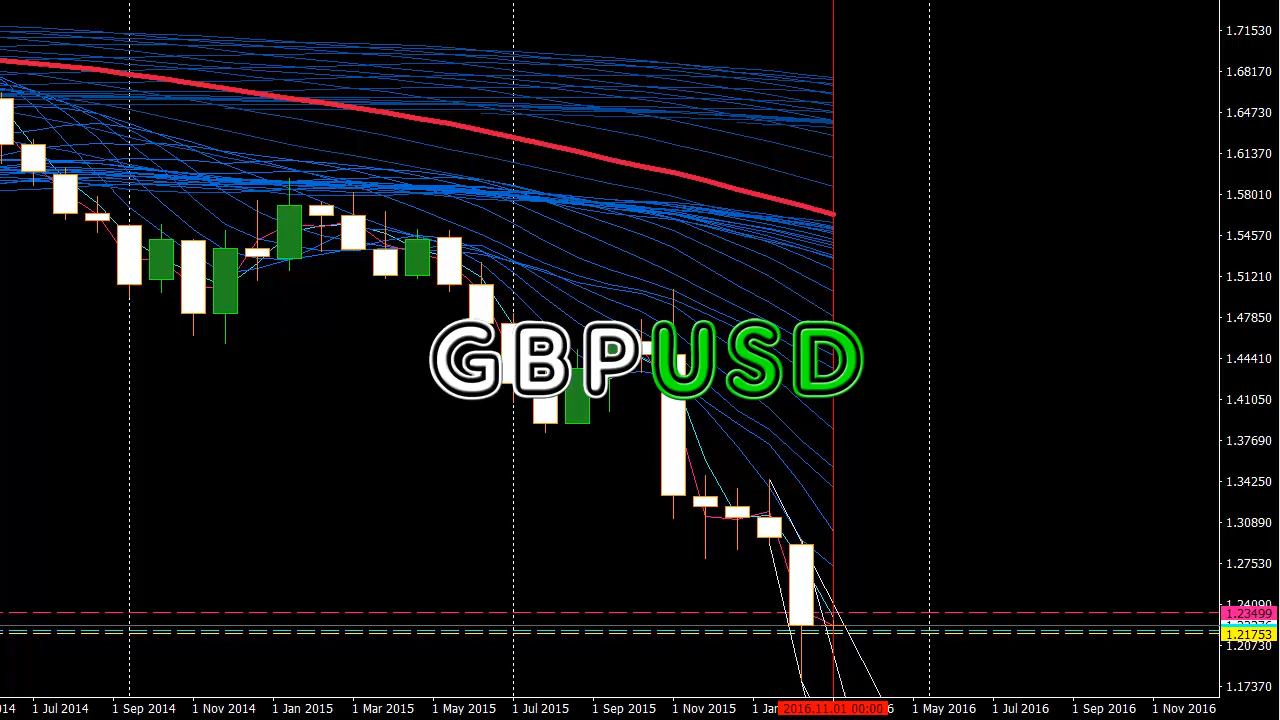 1.71530
1.68170
1.64730
1.61370
1.58010
1.54570
1.51210
1.47850
GBPUSD
1.44410
1.41050
1.37690
1.34250
1.30890
1.27530
1.24090
1.23499
1.21753
1.20730
1.17370
1 Jul 2014
1 Sep 2014
1 Nov 2014
1 Jan 2015
1 Mar 2015
1 May 2015
1 Jul 2015
1 Sep 2015
1 Nov 2015
2016.11.01 00:00
1 May 2016
1 Jul 2016
1 Sep 2016
1 Nov 2016